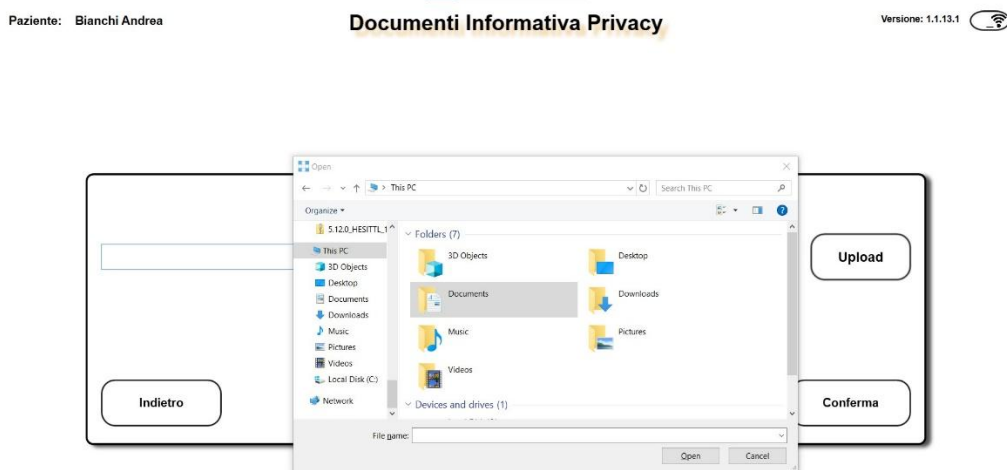 Paziente: Bianchi Andrea
Documenti Informativa Privacy
Versione: 1.1.13.1
Open
This PC
Search This PC
Organize
5.12.0_HESITTL_1
This PC
3D Objects
Desktop
Documents
Downloads
Music
Pictures
Videos
Local Disk (C:)
Network
Folders (7)
3D Objects
Desktop
Documents
Downloads
Music
Pictures
Videos
Devices and drives (1)
File name:
Open
Cancel
Upload
Indietro
Conferma